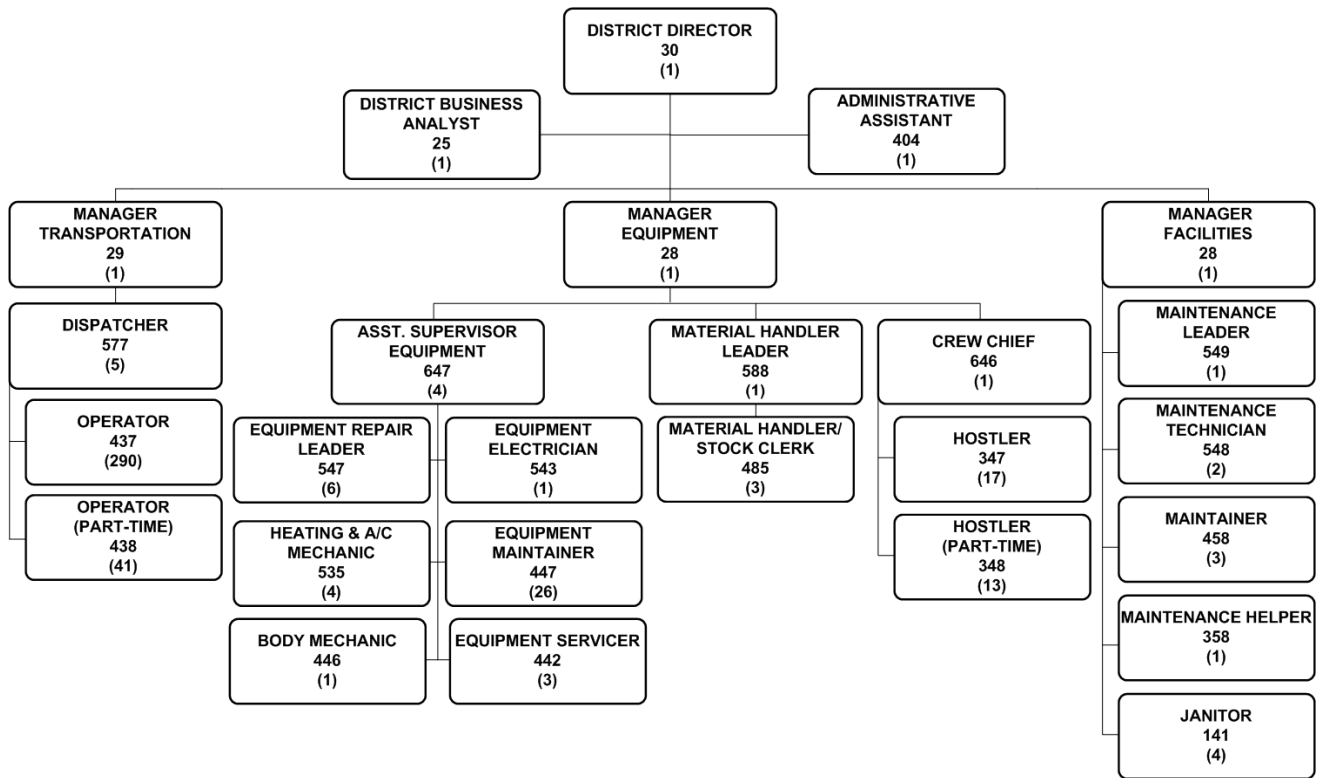 DISTRICT DIRECTOR
30
(1)
DISTRICT BUSINESS
ANALYST
25
(1)
ADMINISTRATIVE
ASSISTANT
404
(1)
MANAGER
TRANSPORTATION
29
(1)
MANAGER
EQUIPMENT
28
(1)
MANAGER
FACILITIES
28
(1)
DISPATCHER
577
(5)
OPERATOR
437
(290)
OPERATOR
(PART-TIME)
438
(41)
ASST. SUPERVISOR
EQUIPMENT
647
(4)
EQUIPMENT REPAIR
LEADER
547
(6)
EQUIPMENT
ELECTRICIAN
543
(1)
HEATING & A/C
MECHANIC
535
(4)
EQUIPMENT
MAINTAINER
447
(26)
BODY MECHANIC
446
(1)
EQUIPMENT SERVICER
442
(3)
MATERIAL HANDLER
LEADER
588
(1)
MATERIAL HANDLER/
STOCK CLERK
485
(3)
CREW CHIEF
646
(1)
HOSTLER
347
(17)
HOSTLER
(PART-TIME)
348
(13)
MAINTENANCE
LEADER
549
(1)
MAINTENANCE
TECHNICIAN
548
(2)
MAINTAINER
458
(3)
MAINTENANCE HELPER
358
(1)
JANITOR
141
(4)